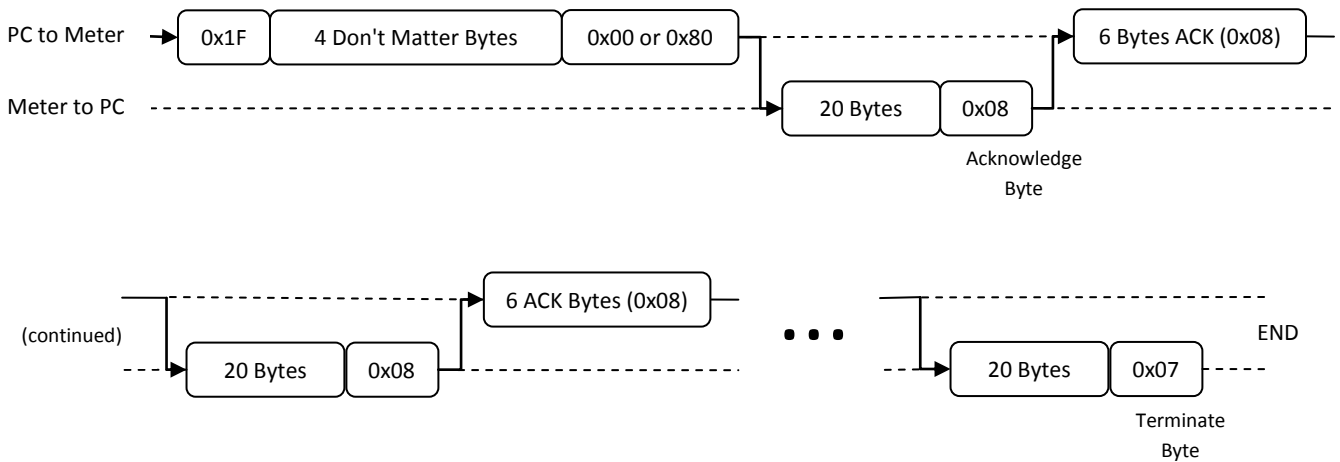 PC to Meter 0x1F 4 Don't Matter Bytes 0x00 or 0x80 6 Bytes ACK (0x08)
Meter to PC 20 Bytes 0x08
Acknowledge
Byte
6 ACK Bytes (0x08)
(continued) END
20 Bytes 0x08 20 Bytes 0x07
Terminate
Byte